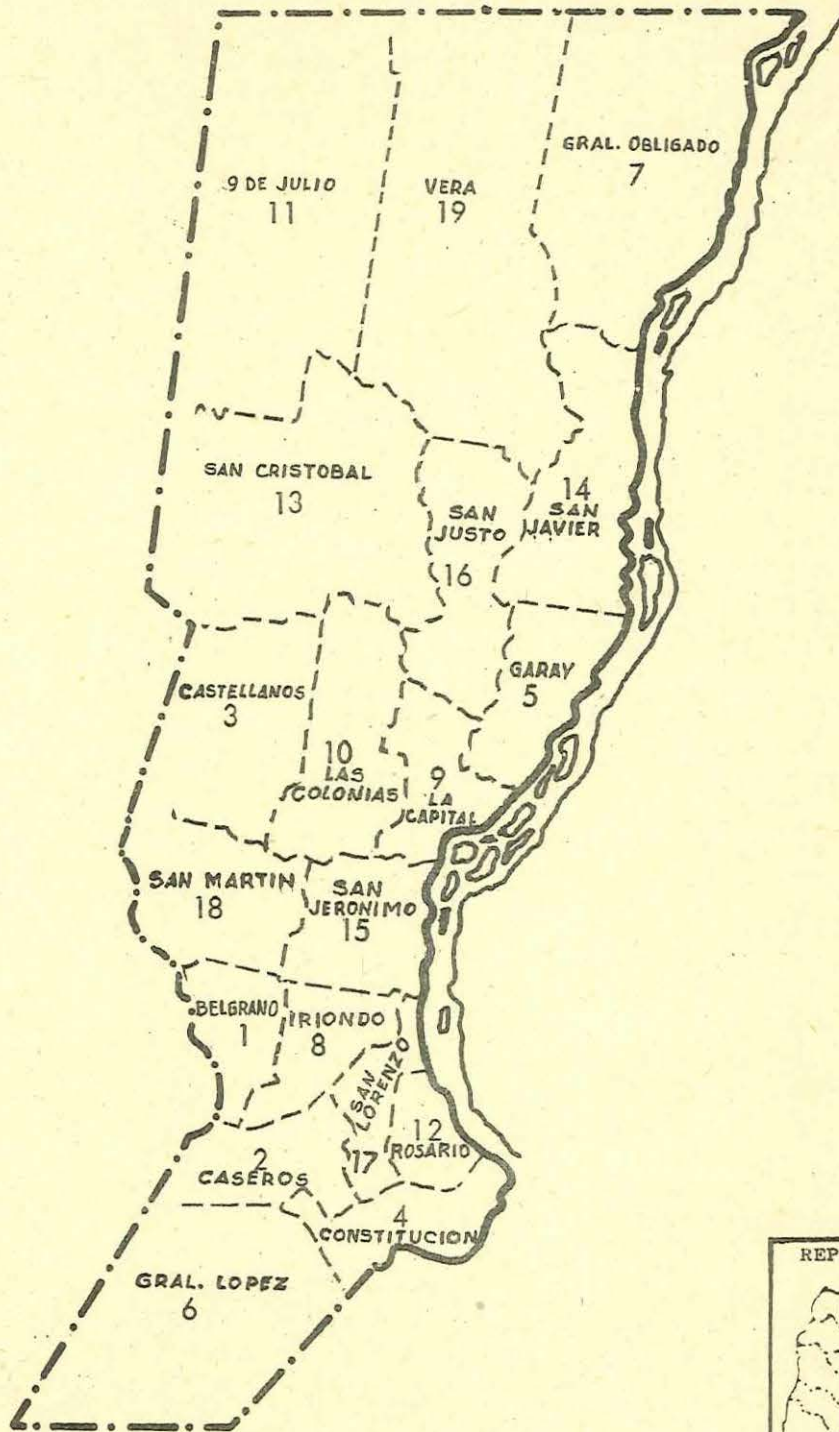 GRAL. OBLIGADO
7
9 DE JULIO
11
VERA
19
SAN CRISTOBAL
13
14
SAN
JAVIER
SAN
JUSTO
16
GARAY
5
CASTELLANOS
3
10
LAS
COLONIAS
9
LA
CAPITAL
SAN MARTIN
18
SAN
JERONIMO
15
BELGRANO
1
IRIONDO
8
SAN
LORENZO
17
12
ROSARIO
2
CASEROS
4
CONSTITUCION
GRAL. LOPEZ
6
REP